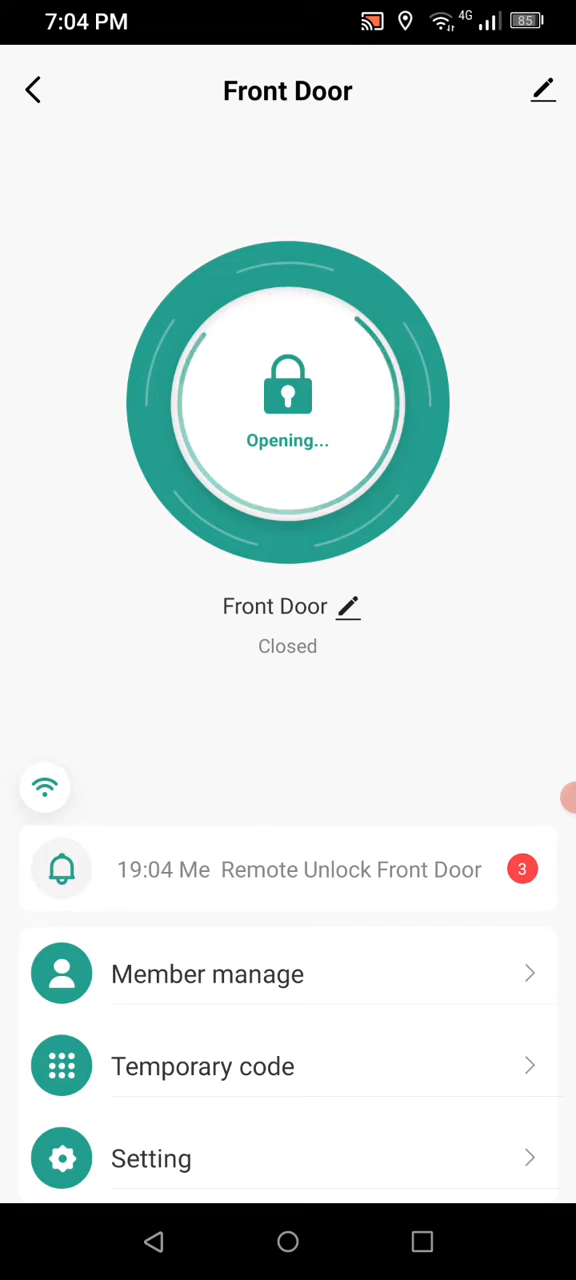 7:04 PM 4G 85
Front Door
Opening...
Front Door
Closed
19:04 Me Remote Unlock Front Door 3
Member manage
Temporary code
Setting